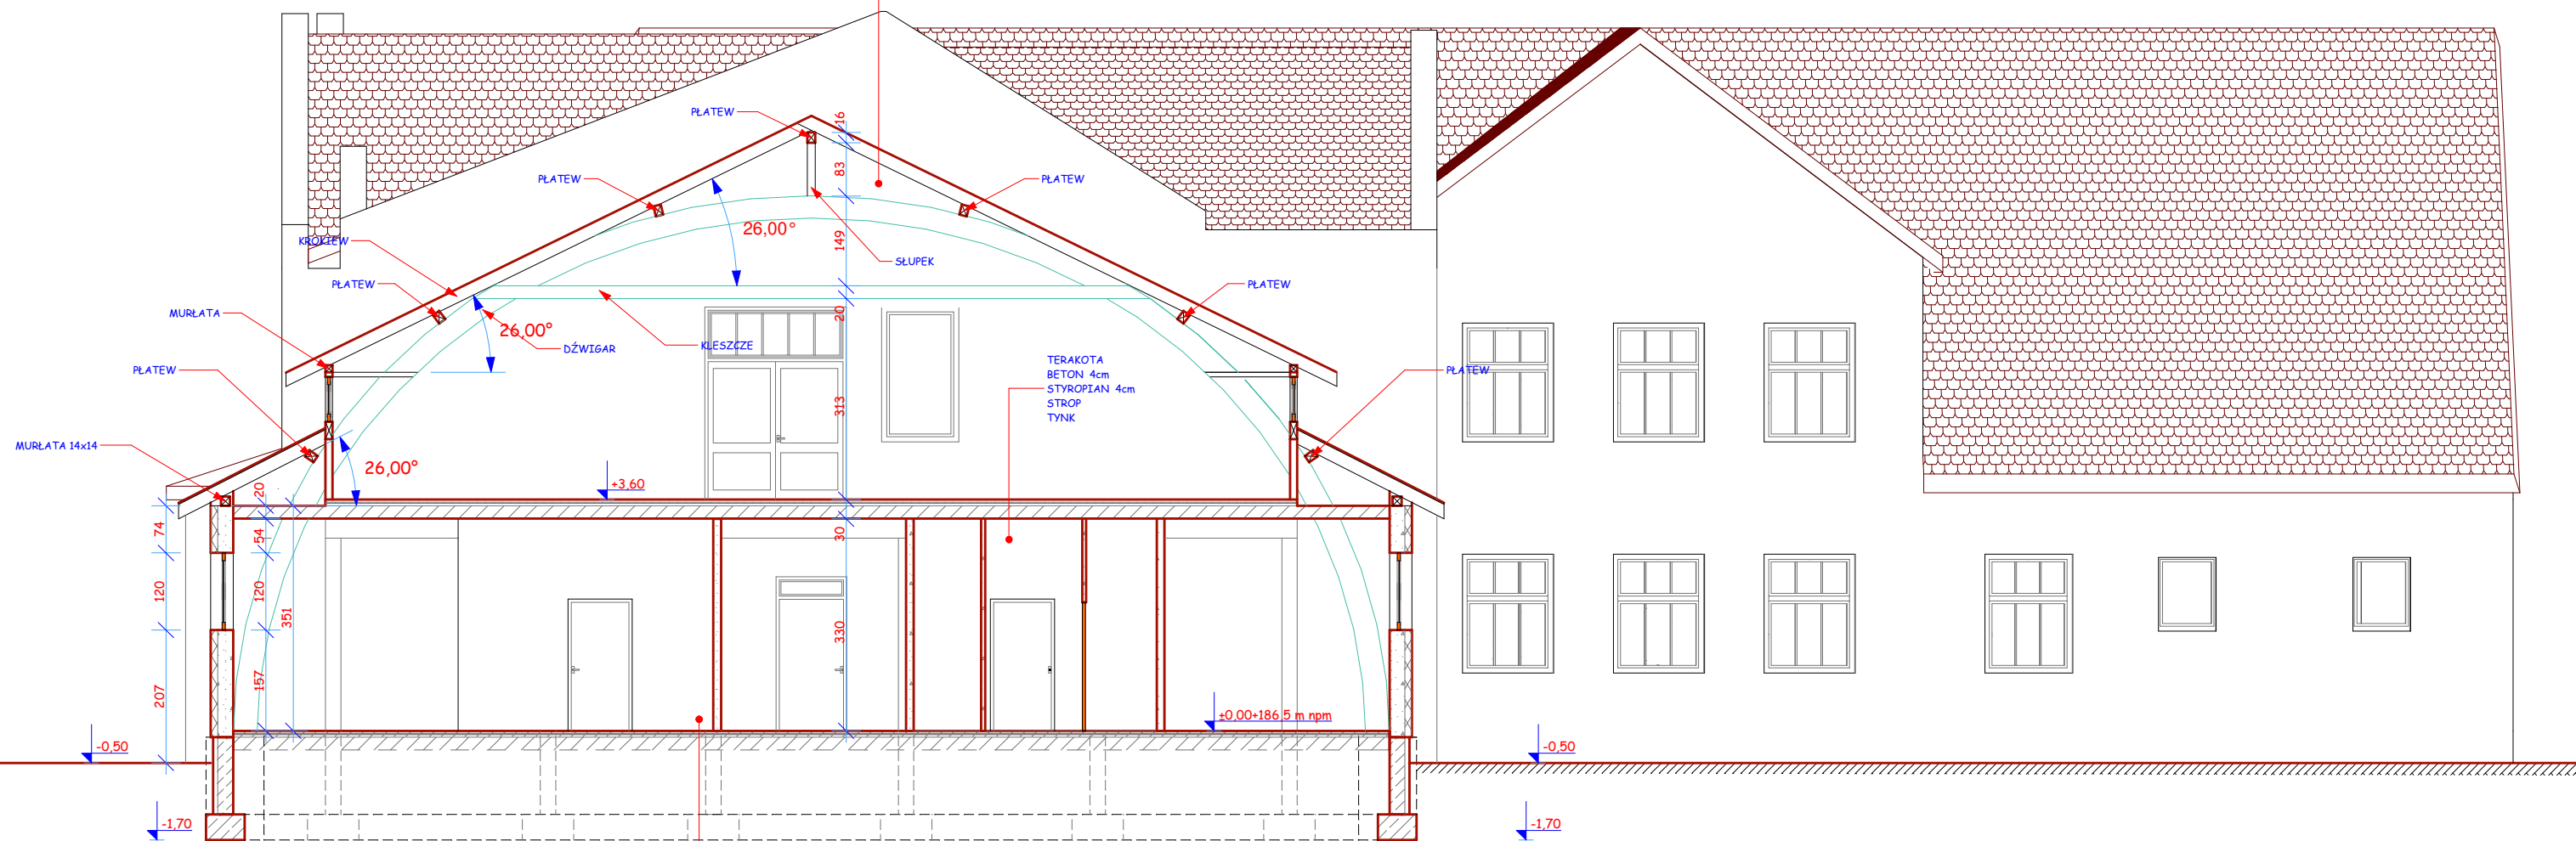 PŁATEW
16
83
PŁATEW
PŁATEW
26,00°
149
KROKIEW
SŁUPEK
PŁATEW
PŁATEW
MURŁATA
20
26,00°
DŹWIGAR
KLESZCZE
TERAKOTA
BETON 4cm
STYROPIAN 4cm
STROP
TYNK
PŁATEW
PŁATEW
313
MURŁATA 14x14
26,00°
+3,60
20
74
54
30
120
120
351
330
157
207
±0,00+186,5 m npm
-0,50
-0,50
-1,70
-1,70